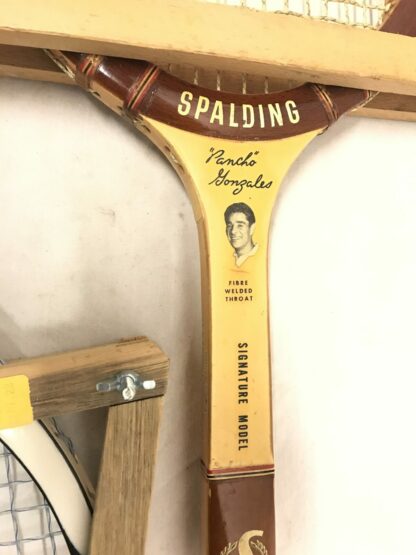 SPALDING
"Pancho"
Gonzales
FIBRE
WELDED
THROAT
SIGNATURE MODEL
S